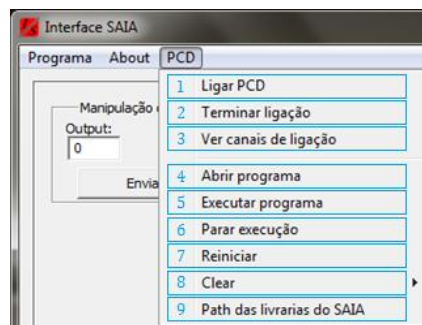 Interface SAIA
Programa About PCD
1 Ligar PCD
Manipulação
2 Terminar ligação
Output:
3 Ver canais de ligação
0
4 Abrir programa
Envia
5 Executar programa
6 Parar execução
7 Reiniciar
8 Clear
9 Path das livrarias do SAIA